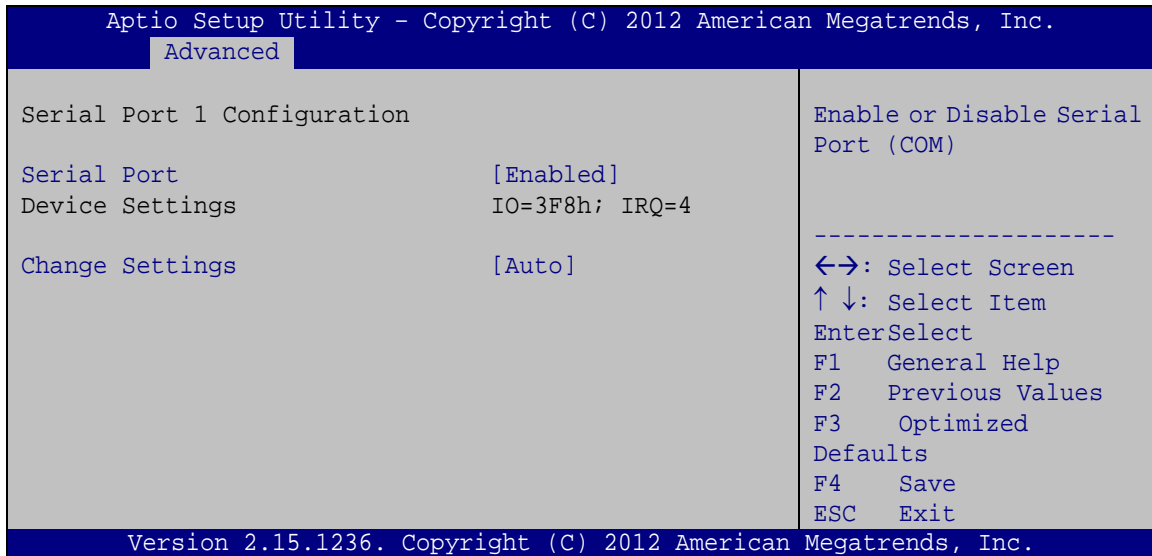 Aptio Setup Utility – Copyright (C) 2012 American Megatrends, Inc.
Advanced
Serial Port 1 Configuration
Serial Port [Enabled]
Device Settings IO=3F8h; IRQ=4
Change Settings [Auto]
Enable or Disable Serial
Port (COM)
---------------------
←→: Select Screen
↑ ↓: Select Item
EnterSelect
F1 General Help
F2 Previous Values
F3 Optimized
Defaults
F4 Save
ESC Exit
Version 2.15.1236. Copyright (C) 2012 American Megatrends, Inc.